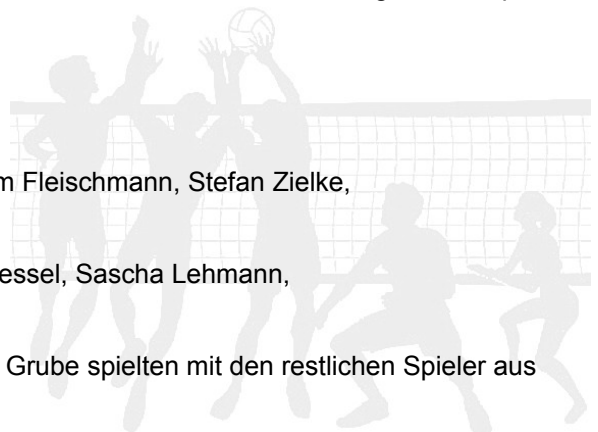 m Fleischmann, Stefan Zielke,
essel, Sascha Lehmann,
Grube spielten mit den restlichen Spieler aus